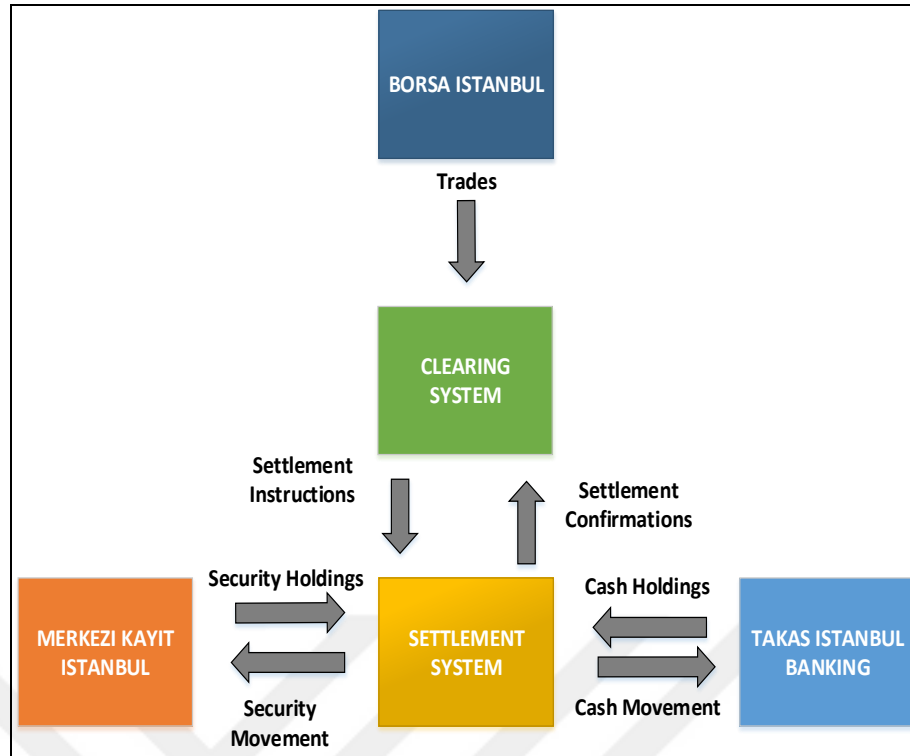 BORSA ISTANBUL
Trades
CLEARING
SYSTEM
Settlement
Instructions
Settlement
Confirmations
Security Holdings
Cash Holdings
MERKEZI KAYIT
ISTANBUL
SETTLEMENT
SYSTEM
TAKAS ISTANBUL
BANKING
Security
Movement
Cash Movement